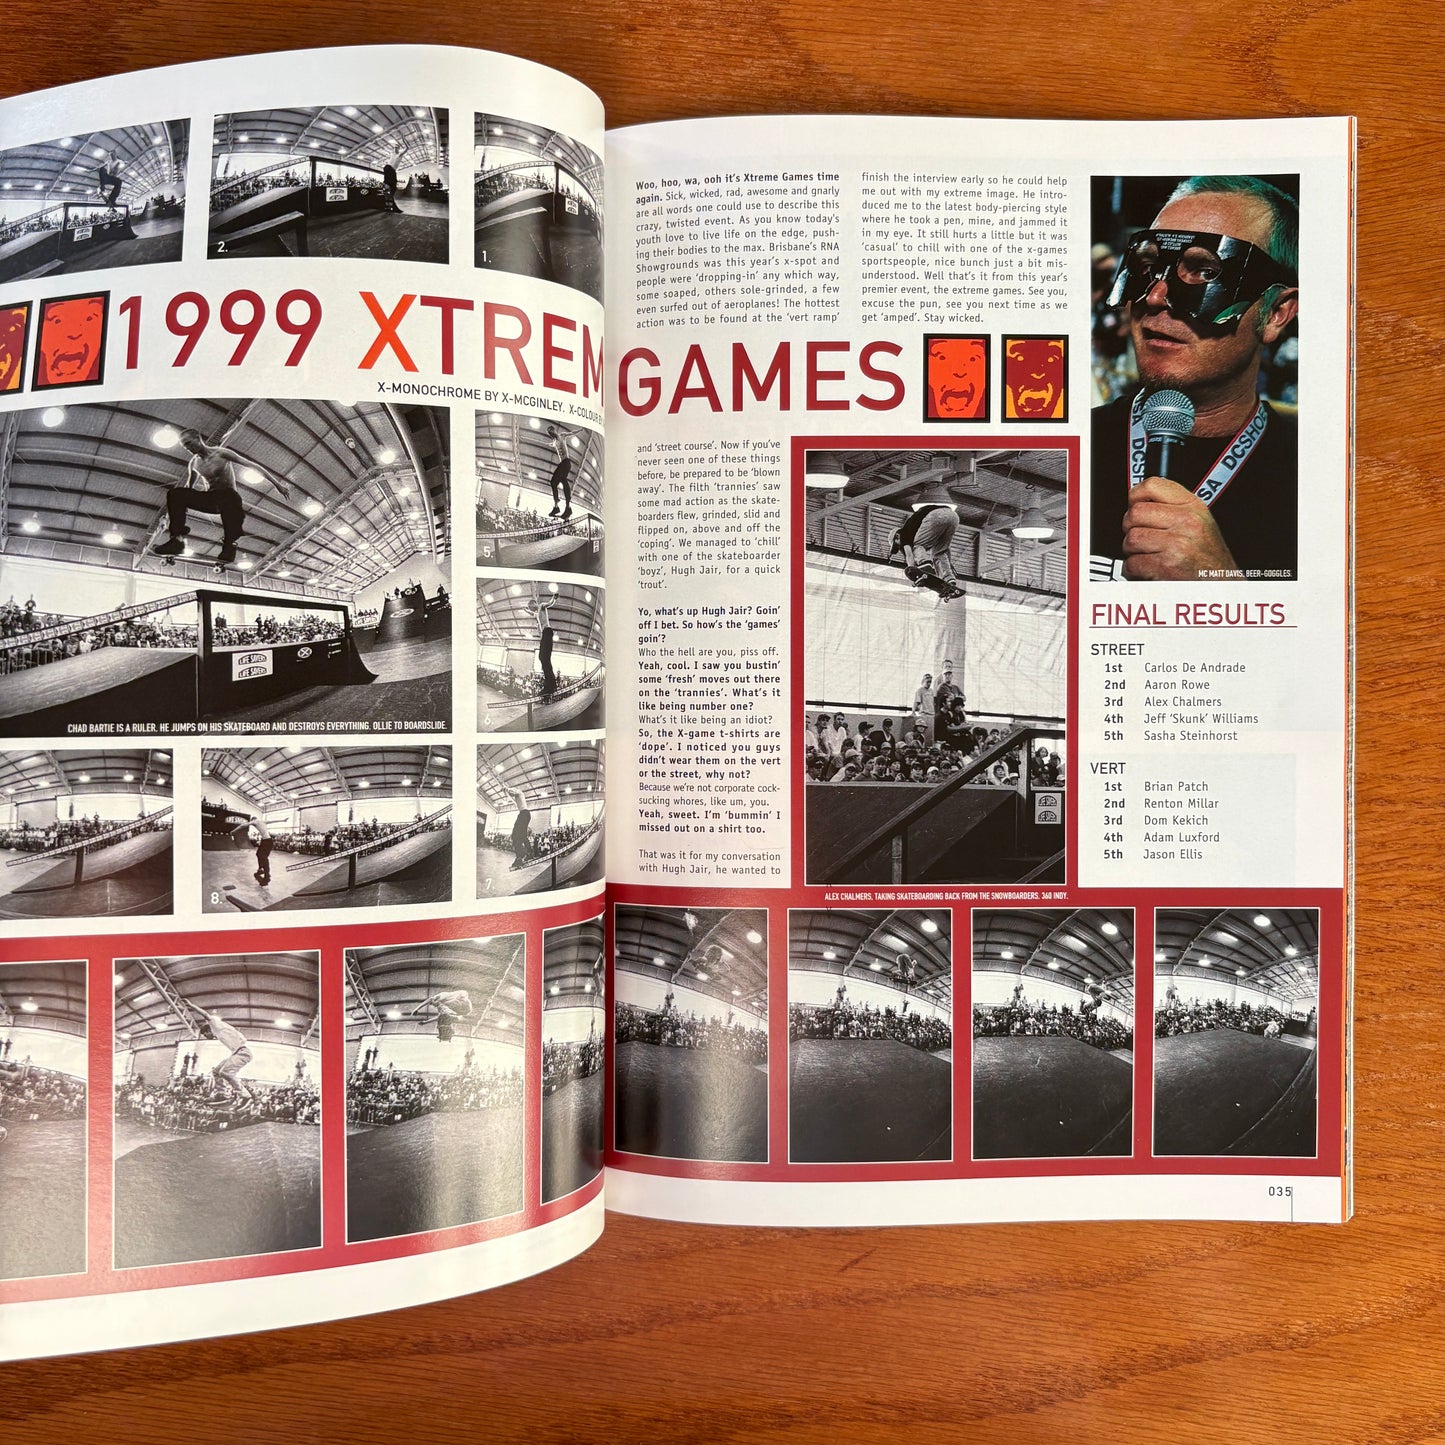 2.
1.
1999 XTREM
X-MONOCHROME BY X-MCGINLEY. X-COLOUR
5.
6.
LIFE SAVERS
LIFE SAVERS
CHAD BARTIE IS A RULER. HE JUMPS ON HIS SKATEBOARD AND DESTROYS EVERYTHING. OLLIE TO BOARDSLIDE.
8.
7.
Woo, hoo, wa, ooh it's Xtreme Games time
again. Sick, wicked, rad, awesome and gnarly
are all words one could use to describe this
crazy, twisted event. As you know today's
youth love to live life on the edge, push-
ing their bodies to the max. Brisbane's RNA
Showgrounds was this year's x-spot and
people were 'dropping-in' any which way,
some soaped, others sole-grinded, a few
even surfed out of aeroplanes! The hottest
action was to be found at the 'vert ramp'
finish the interview early so he could help
me out with my extreme image. He intro-
duced me to the latest body-piercing style
where he took a pen, mine, and jammed it
in my eye. It still hurts a little but it was
'casual' to chill with one of the x-games
sportspeople, nice bunch just a bit mis-
understood. Well that's it from this year's
premier event, the extreme games. See you,
excuse the pun, see you next time as we
get 'amped'. Stay wicked.
GAMES
and 'street course'. Now if you've
never seen one of these things
before, be prepared to be 'blown
away'. The filth 'trannies' saw
some mad action as the skate-
boarders flew, grinded, slid and
flipped on, above and off the
'coping'. We managed to 'chill'
with one of the skateboarder
'boyz', Hugh Jair, for a quick
'trout'.
Yo, what's up Hugh Jair? Goin'
off I bet. So how's the 'games'
goin'?
Who the hell are you, piss off.
Yeah, cool. I saw you bustin'
some 'fresh' moves out there
on the 'trannies'. What's it
like being number one?
What's it like being an idiot?
So, the X-game t-shirts are
'dope'. I noticed you guys
didn't wear them on the vert
or the street, why not?
Because we're not corporate cock-
sucking whores, like um, you.
Yeah, sweet. I'm 'bummin' I
missed out on a shirt too.
That was it for my conversation
with Hugh Jair, he wanted to
ALEX CHALMERS, TAKING SKATEBOARDING BACK FROM THE SNOWBOARDERS. 360 INDY.
DCSHO
MC MATT DAVIS, BEER-GOGGLES.
FINAL RESULTS
STREET
1st Carlos De Andrade
2nd Aaron Rowe
3rd Alex Chalmers
4th Jeff 'Skunk' Williams
5th Sasha Steinhorst
VERT
1st Brian Patch
2nd Renton Millar
3rd Dom Kekich
4th Adam Luxford
5th Jason Ellis
035